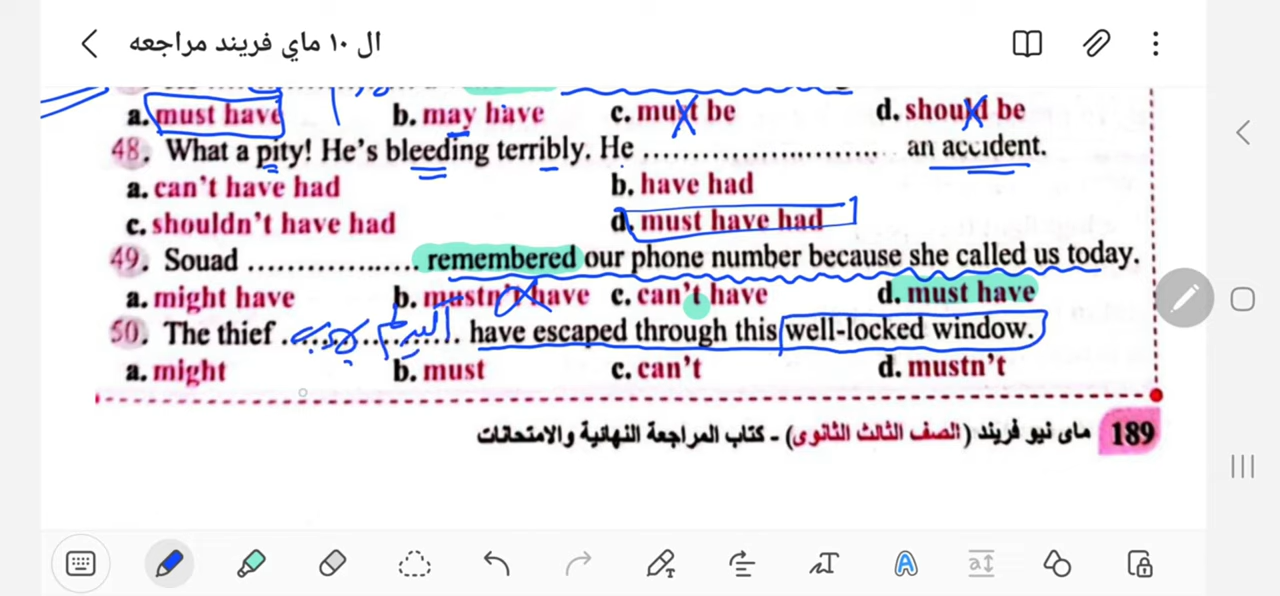 ال ١٠ ماي فريند مراجعه
a. must have b. may have c. must be d. should be
48. What a pity! He's bleeding terribly. He .............................. an accident.
a. can't have had b. have had
c. shouldn't have had d. must have had
49. Souad .................... remembered our phone number because she called us today.
a. might have b. mustn't have c. can't have d. must have
50. The thief .................... have escaped through this well-locked window.
a. might b. must c. can't d. mustn't
189 ماى نيو فريند (الصف الثالث الثانوى) - كتاب المراجعة النهائية والامتحانات